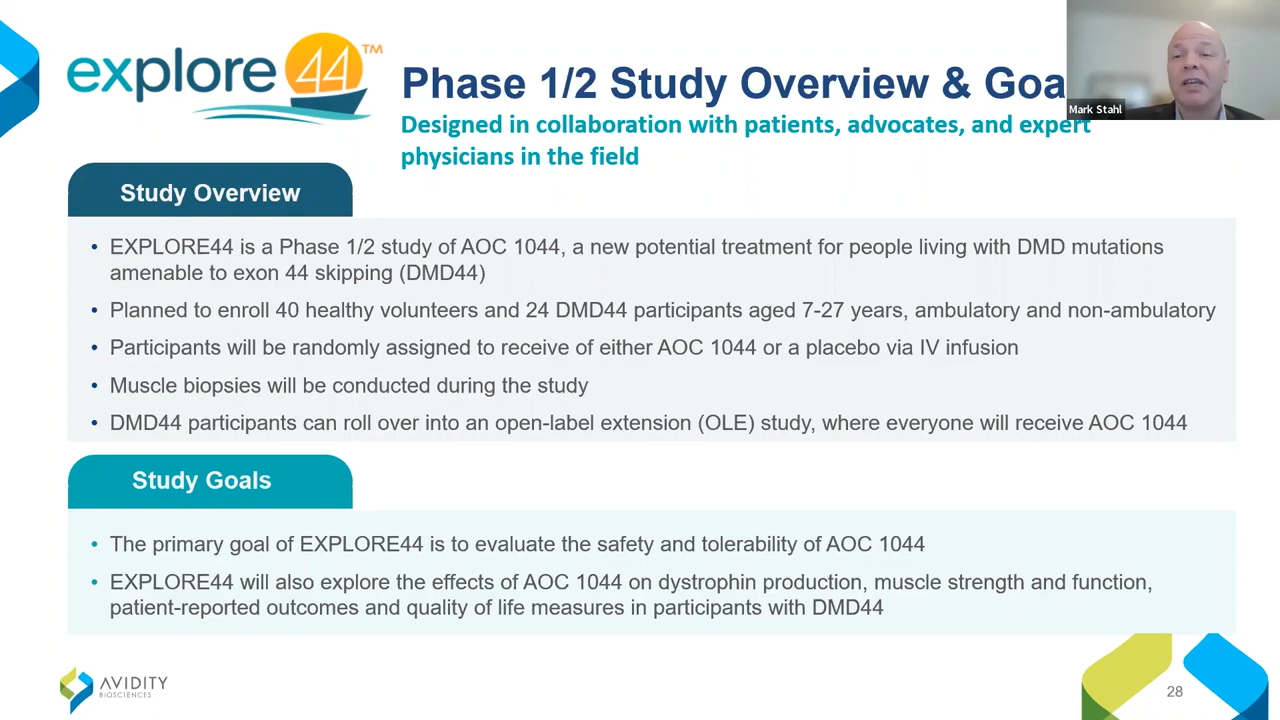 explore 44™
Phase 1/2 Study Overview & Goa
Mark Stahl
Designed in collaboration with patients, advocates, and expert
physicians in the field
Study Overview
• EXPLORE44 is a Phase 1/2 study of AOC 1044, a new potential treatment for people living with DMD mutations
amenable to exon 44 skipping (DMD44)
• Planned to enroll 40 healthy volunteers and 24 DMD44 participants aged 7-27 years, ambulatory and non-ambulatory
• Participants will be randomly assigned to receive of either AOC 1044 or a placebo via IV infusion
• Muscle biopsies will be conducted during the study
• DMD44 participants can roll over into an open-label extension (OLE) study, where everyone will receive AOC 1044
Study Goals
• The primary goal of EXPLORE44 is to evaluate the safety and tolerability of AOC 1044
• EXPLORE44 will also explore the effects of AOC 1044 on dystrophin production, muscle strength and function,
patient-reported outcomes and quality of life measures in participants with DMD44
AVIDITY
BIOSCIENCES
28